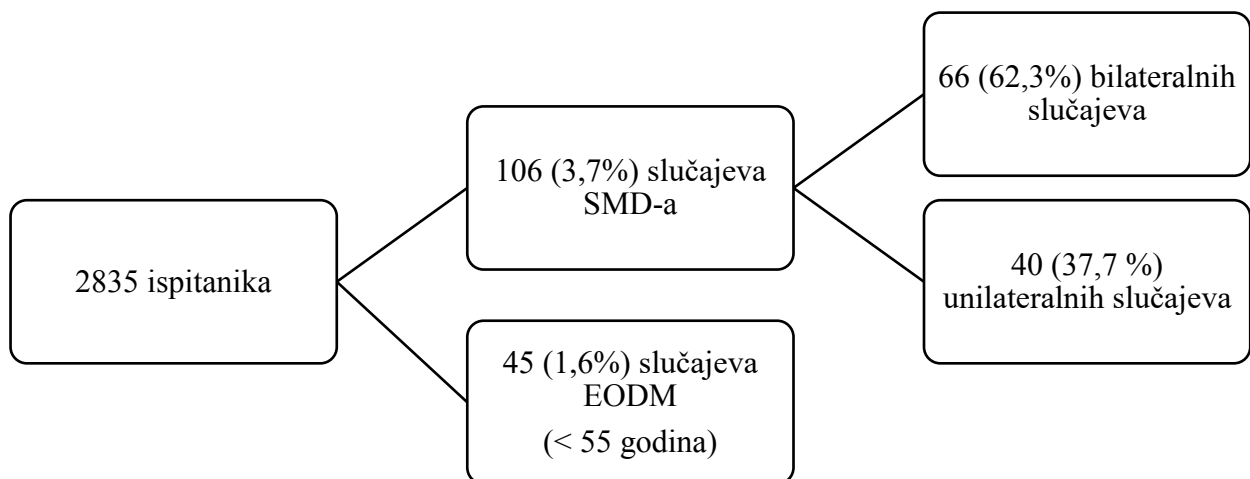 2835 ispitanika
106 (3,7%) slučajeva
SMD-a
45 (1,6%) slučajeva
EODM
(< 55 godina)
66 (62,3%) bilateralnih
slučajeva
40 (37,7 %)
unilateralnih slučajeva